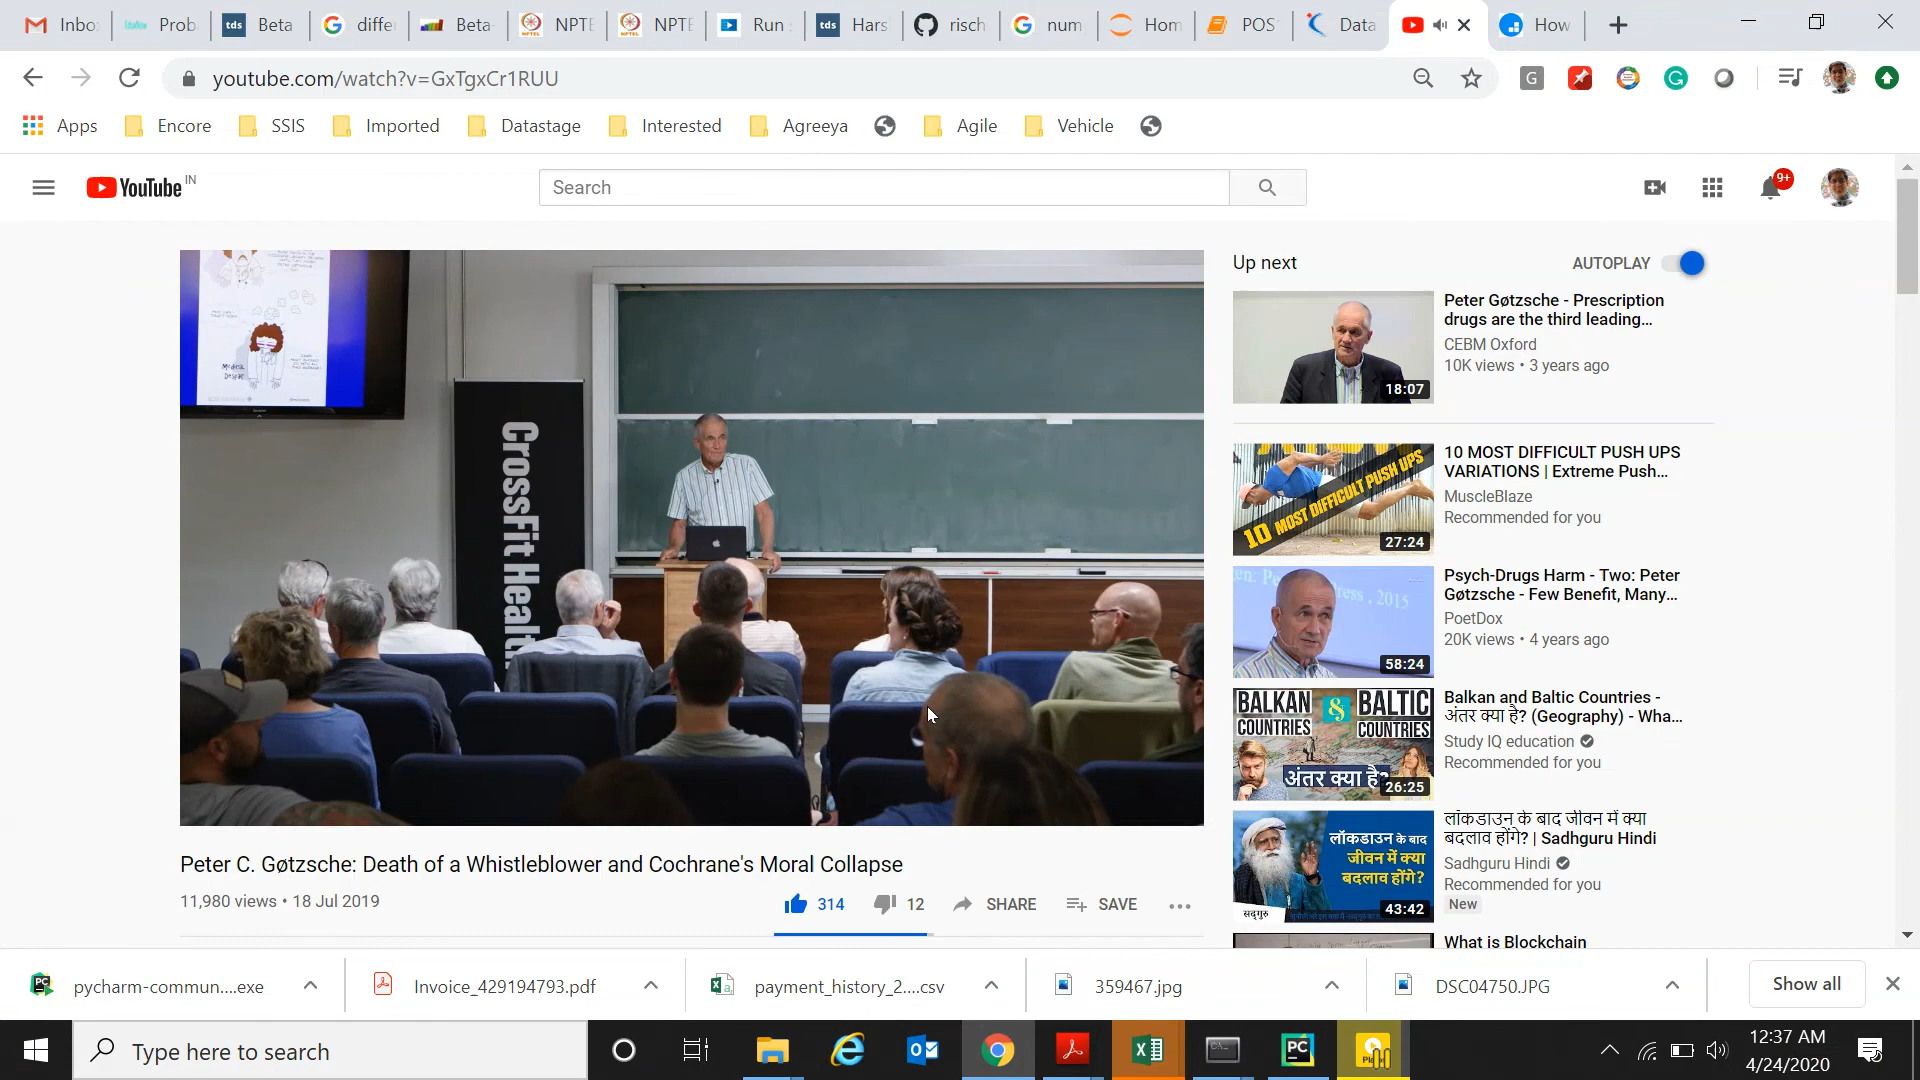 Inbo
Prob
tds Beta
diffe
Beta-
NPTE
NPTE
Run
tds Hars
risch
num
Hom
POS
Data
How
youtube.com/watch?v=GxTgxCr1RUU
Apps
Encore
SSIS
Imported
Datastage
Interested
Agreeya
Agile
Vehicle
YouTube IN
Search
9+
CrossFit Health
Peter C. Gøtzsche: Death of a Whistleblower and Cochrane's Moral Collapse
11,980 views • 18 Jul 2019
314
12
SHARE
SAVE
Up next
AUTOPLAY
18:07
Peter Gøtzsche - Prescription
drugs are the third leading...
CEBM Oxford
10K views • 3 years ago
10 MOST DIFFICULT PUSH UPS
27:24
10 MOST DIFFICULT PUSH UPS
VARIATIONS | Extreme Push...
MuscleBlaze
Recommended for you
58:24
Psych-Drugs Harm - Two: Peter
Gøtzsche - Few Benefit, Many...
PoetDox
20K views • 4 years ago
BALKAN
COUNTRIES
&
BALTIC
COUNTRIES
अंतर क्या है?
26:25
Balkan and Baltic Countries -
अंतर क्या है? (Geography) - Wha...
Study IQ education
Recommended for you
लॉकडाउन के बाद
जीवन में क्या
बदलाव होंगे?
सद्गुरु
43:42
लॉकडाउन के बाद जीवन में क्या
बदलाव होंगे? | Sadhguru Hindi
Sadhguru Hindi
Recommended for you
New
What is Blockchain
pycharm-commun....exe
Invoice_429194793.pdf
payment_history_2....csv
359467.jpg
DSC04750.JPG
Show all
Type here to search
12:37 AM
4/24/2020